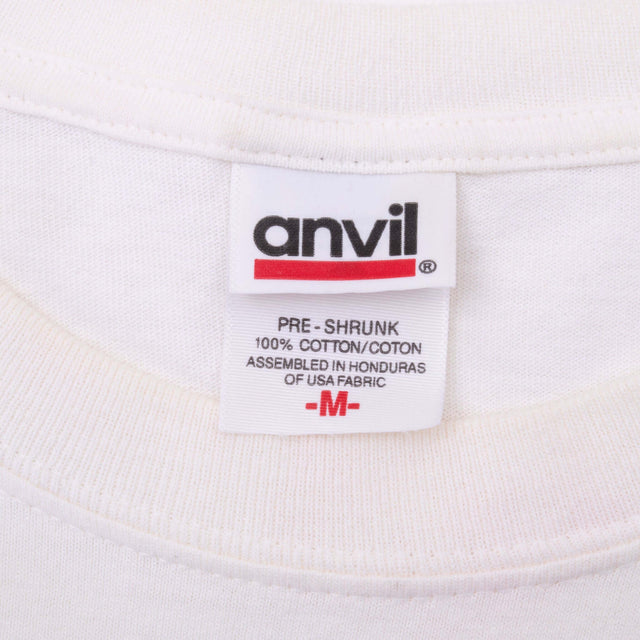 anvil
®
PRE-SHRUNK
100% COTTON/COTON
ASSEMBLED IN HONDURAS
OF USA FABRIC
-M-